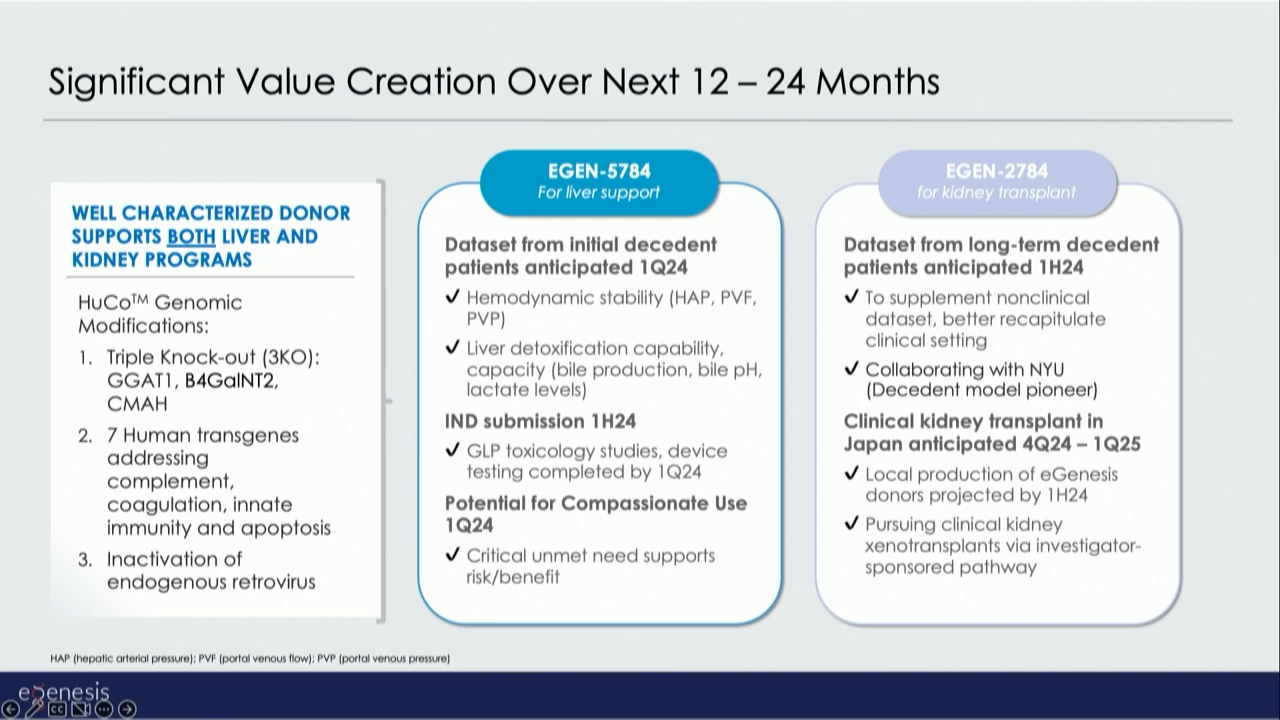 Significant Value Creation Over Next 12 – 24 Months
WELL CHARACTERIZED DONOR
SUPPORTS BOTH LIVER AND
KIDNEY PROGRAMS
HuCo™ Genomic
Modifications:
1. Triple Knock-out (3KO):
GGAT1, B4GalNT2,
CMAH
2. 7 Human transgenes
addressing
complement,
coagulation, innate
immunity and apoptosis
3. Inactivation of
endogenous retrovirus
EGEN-5784
For liver support
Dataset from initial decedent
patients anticipated 1Q24
✓ Hemodynamic stability (HAP, PVF,
PVP)
✓ Liver detoxification capability,
capacity (bile production, bile pH,
lactate levels)
IND submission 1H24
✓ GLP toxicology studies, device
testing completed by 1Q24
Potential for Compassionate Use
1Q24
✓ Critical unmet need supports
risk/benefit
EGEN-2784
for kidney transplant
Dataset from long-term decedent
patients anticipated 1H24
✓ To supplement nonclinical
dataset, better recapitulate
clinical setting
✓ Collaborating with NYU
(Decedent model pioneer)
Clinical kidney transplant in
Japan anticipated 4Q24 – 1Q25
✓ Local production of eGenesis
donors projected by 1H24
✓ Pursuing clinical kidney
xenotransplants via investigator-
sponsored pathway
HAP (hepatic arterial pressure); PVF (portal venous flow); PVP (portal venous pressure)
egenesis
CC